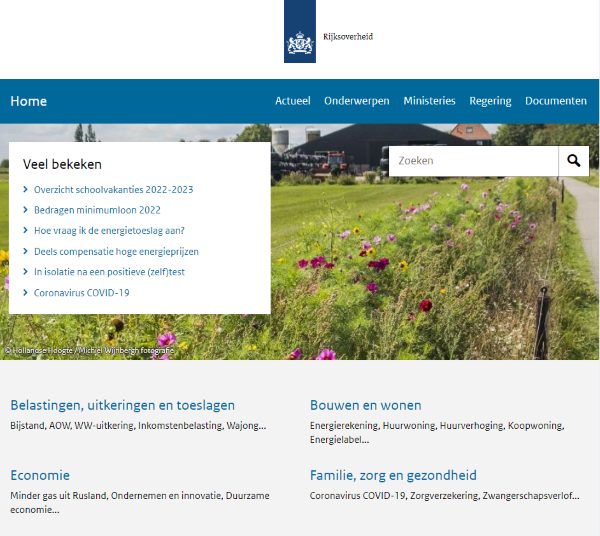 Rijksoverheid
Home
Actueel Onderwerpen Ministeries Regering Documenten
Veel bekeken
Overzicht schoolvakanties 2022-2023
Bedragen minimumloon 2022
Hoe vraag ik de energietoeslag aan?
Deels compensatie hoge energieprijzen
In isolatie na een positieve (zelf)test
Coronavirus COVID-19
Zoeken
© Hollandse Hoogte / Michiel Wijnbergh fotografie
Belastingen, uitkeringen en toeslagen
Bijstand, AOW, WW-uitkering, Inkomstenbelasting, Wajong...
Bouwen en wonen
Energierekening, Huurwoning, Huurverhoging, Koopwoning,
Energielabel...
Economie
Minder gas uit Rusland, Ondernemen en innovatie, Duurzame
economie...
Familie, zorg en gezondheid
Coronavirus COVID-19, Zorgverzekering, Zwangerschapsverlof...